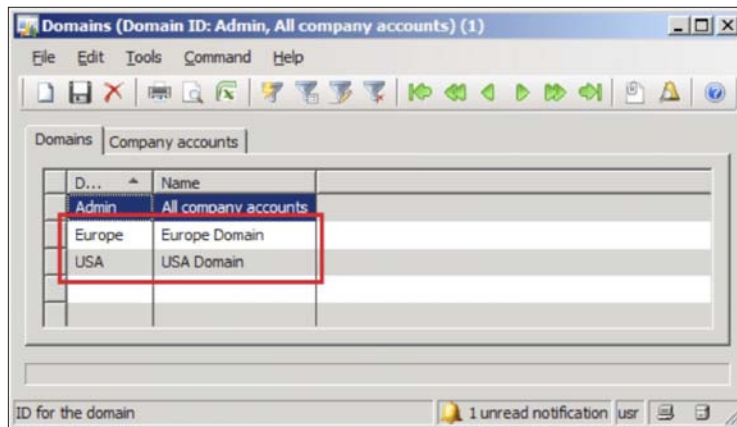 Domains (Domain ID: Admin, All company accounts) (1)
File Edit Tools Command Help
Domains Company accounts
D... Name
Admin All company accounts
Europe Europe Domain
USA USA Domain
ID for the domain 1 unread notification usr